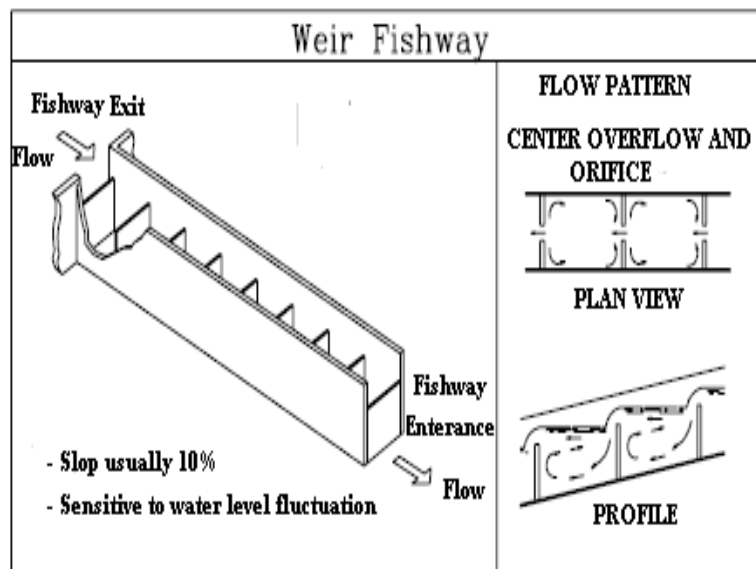 Weir Fishway
Fishway Exit
Flow
Fishway
Enterance
Flow
- Slop usually 10%
- Sensitive to water level fluctuation
FLOW PATTERN
CENTER OVERFLOW AND
ORIFICE
PLAN VIEW
PROFILE